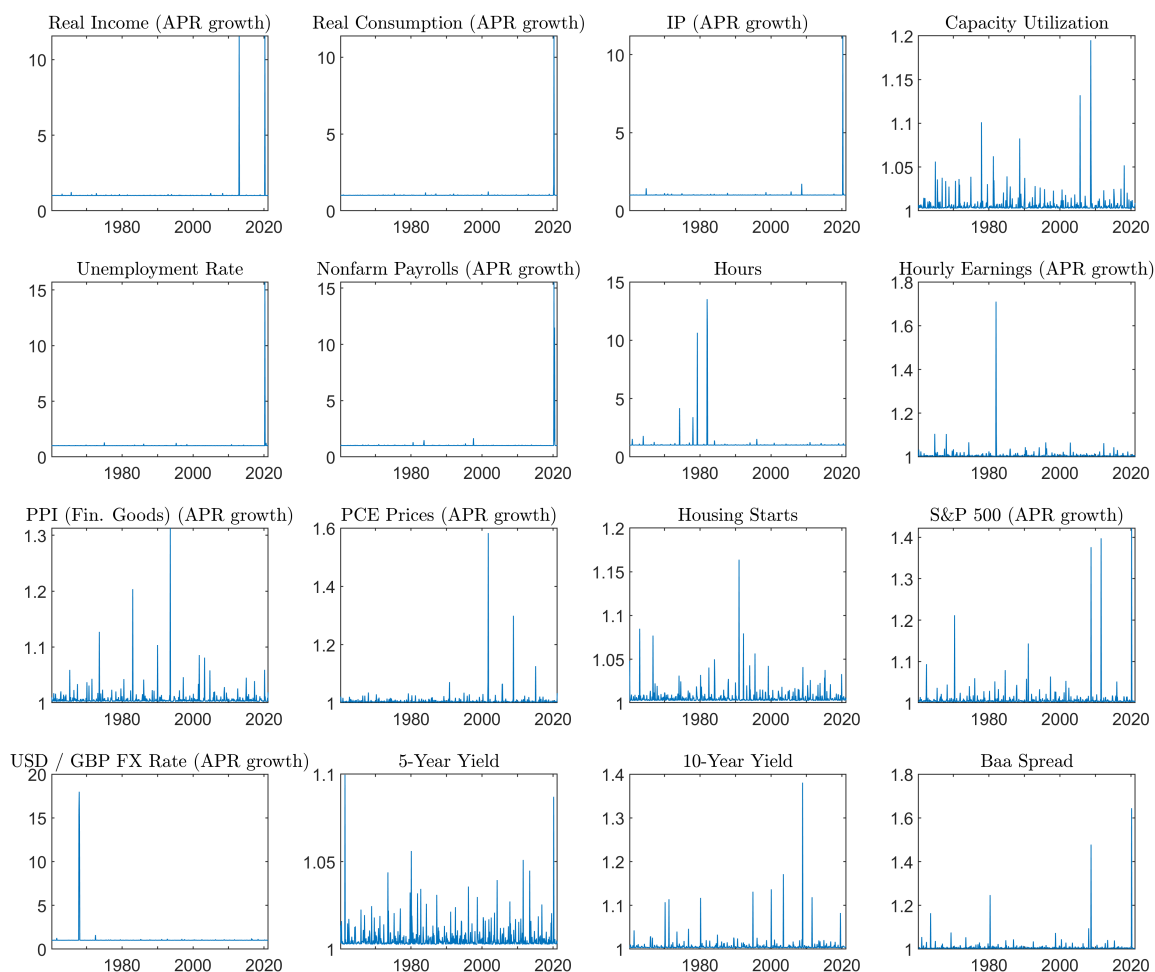 Real Income (APR growth)
10
5
0
1980 2000 2020
Real Consumption (APR growth)
10
5
0
1980 2000 2020
IP (APR growth)
10
5
0
1980 2000 2020
Capacity Utilization
1.2
1.15
1.1
1.05
1
1980 2000 2020
Unemployment Rate
15
10
5
0
1980 2000 2020
Nonfarm Payrolls (APR growth)
15
10
5
0
1980 2000 2020
Hours
15
10
5
0
1980 2000 2020
Hourly Earnings (APR growth)
1.8
1.6
1.4
1.2
1
1980 2000 2020
PPI (Fin. Goods) (APR growth)
1.3
1.2
1.1
1
1980 2000 2020
PCE Prices (APR growth)
1.6
1.4
1.2
1
1980 2000 2020
Housing Starts
1.2
1.15
1.1
1.05
1
1980 2000 2020
S&P 500 (APR growth)
1.4
1.3
1.2
1.1
1
1980 2000 2020
USD / GBP FX Rate (APR growth)
20
15
10
5
0
1980 2000 2020
5-Year Yield
1.1
1.05
1
1980 2000 2020
10-Year Yield
1.4
1.3
1.2
1.1
1
1980 2000 2020
Baa Spread
1.8
1.6
1.4
1.2
1
1980 2000 2020